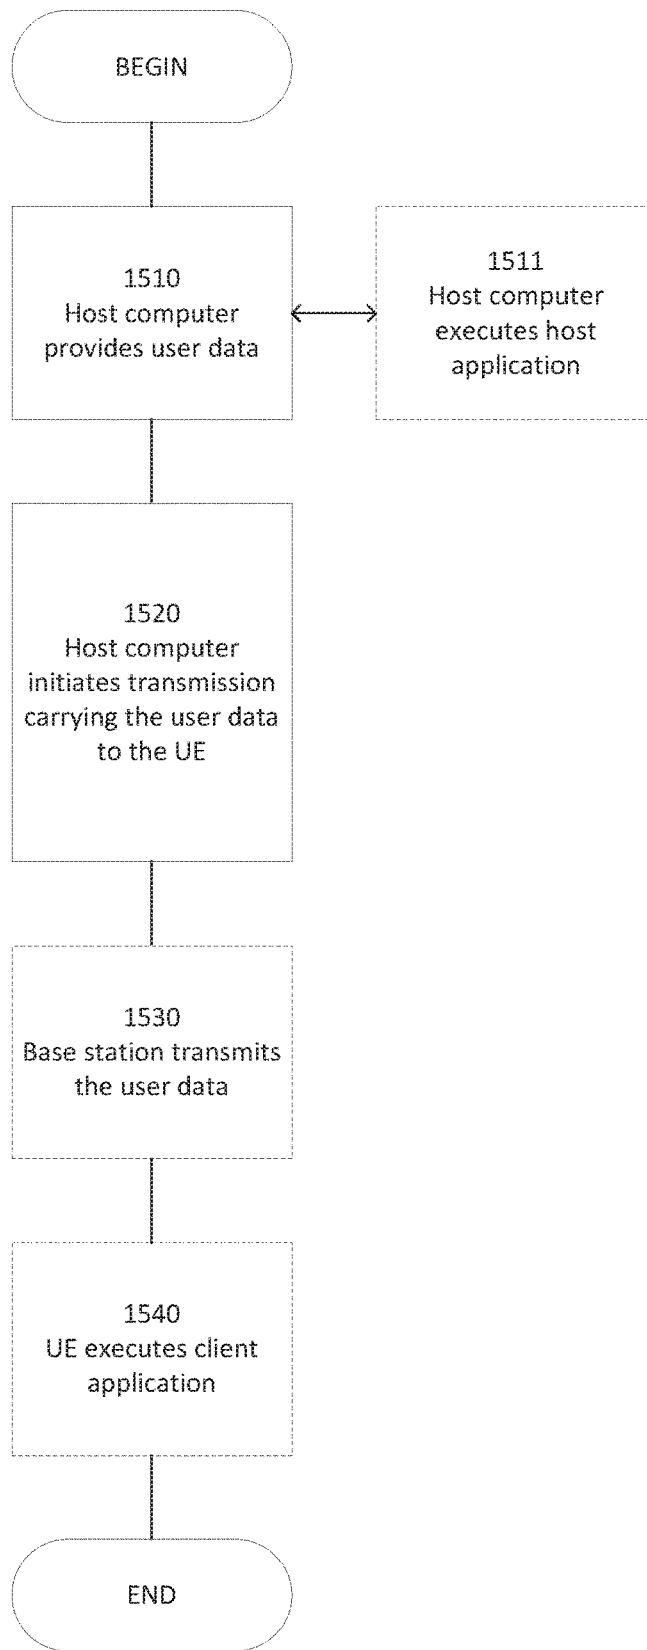 BEGIN
1510
Host computer
provides user data
1511
Host computer
executes host
application
1520
Host computer
initiates transmission
carrying the user data
to the UE
1530
Base station transmits
the user data
1540
UE executes client
application
END